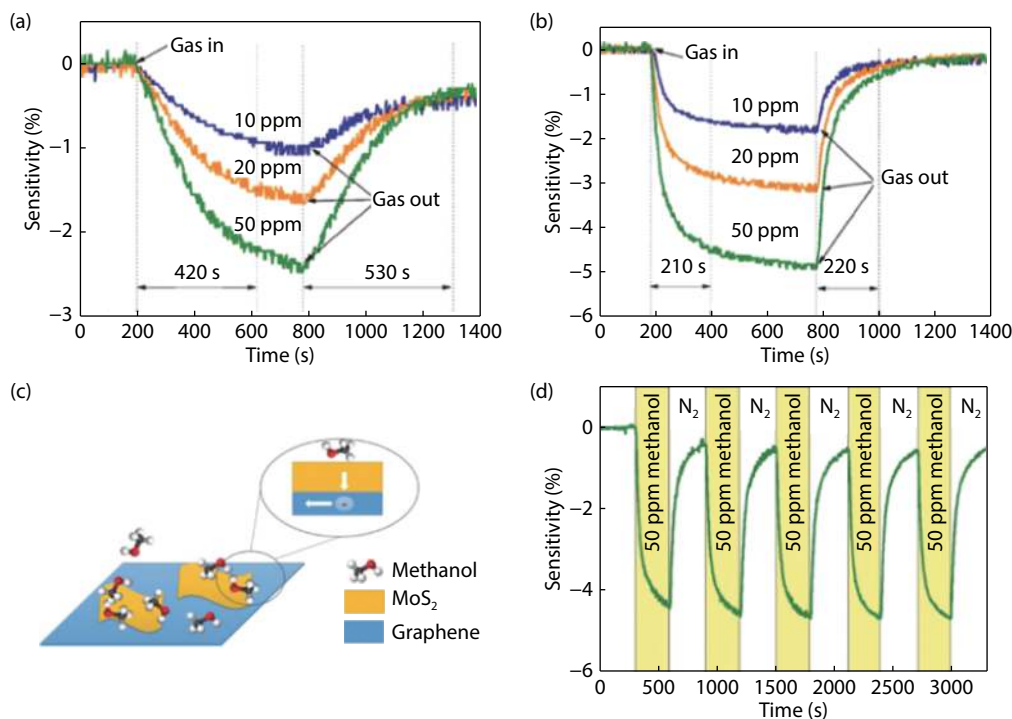 (a)
Gas in
10 ppm
20 ppm
50 ppm
Gas out
420 s
530 s
0
−1
−2
−3
Sensitivity (%)
0 200 400 600 800 1000 1200 1400
Time (s)
(b)
Gas in
10 ppm
20 ppm
50 ppm
Gas out
210 s
220 s
1
0
−1
−2
−3
−4
−5
−6
Sensitivity (%)
0 200 400 600 800 1000 1200 1400
Time (s)
(c)
Methanol
MoS₂
Graphene
(d)
N₂ N₂ N₂ N₂ N₂
50 ppm methanol
50 ppm methanol
50 ppm methanol
50 ppm methanol
50 ppm methanol
0
−2
−4
−6
Sensitivity (%)
0 500 1000 1500 2000 2500 3000
Time (s)